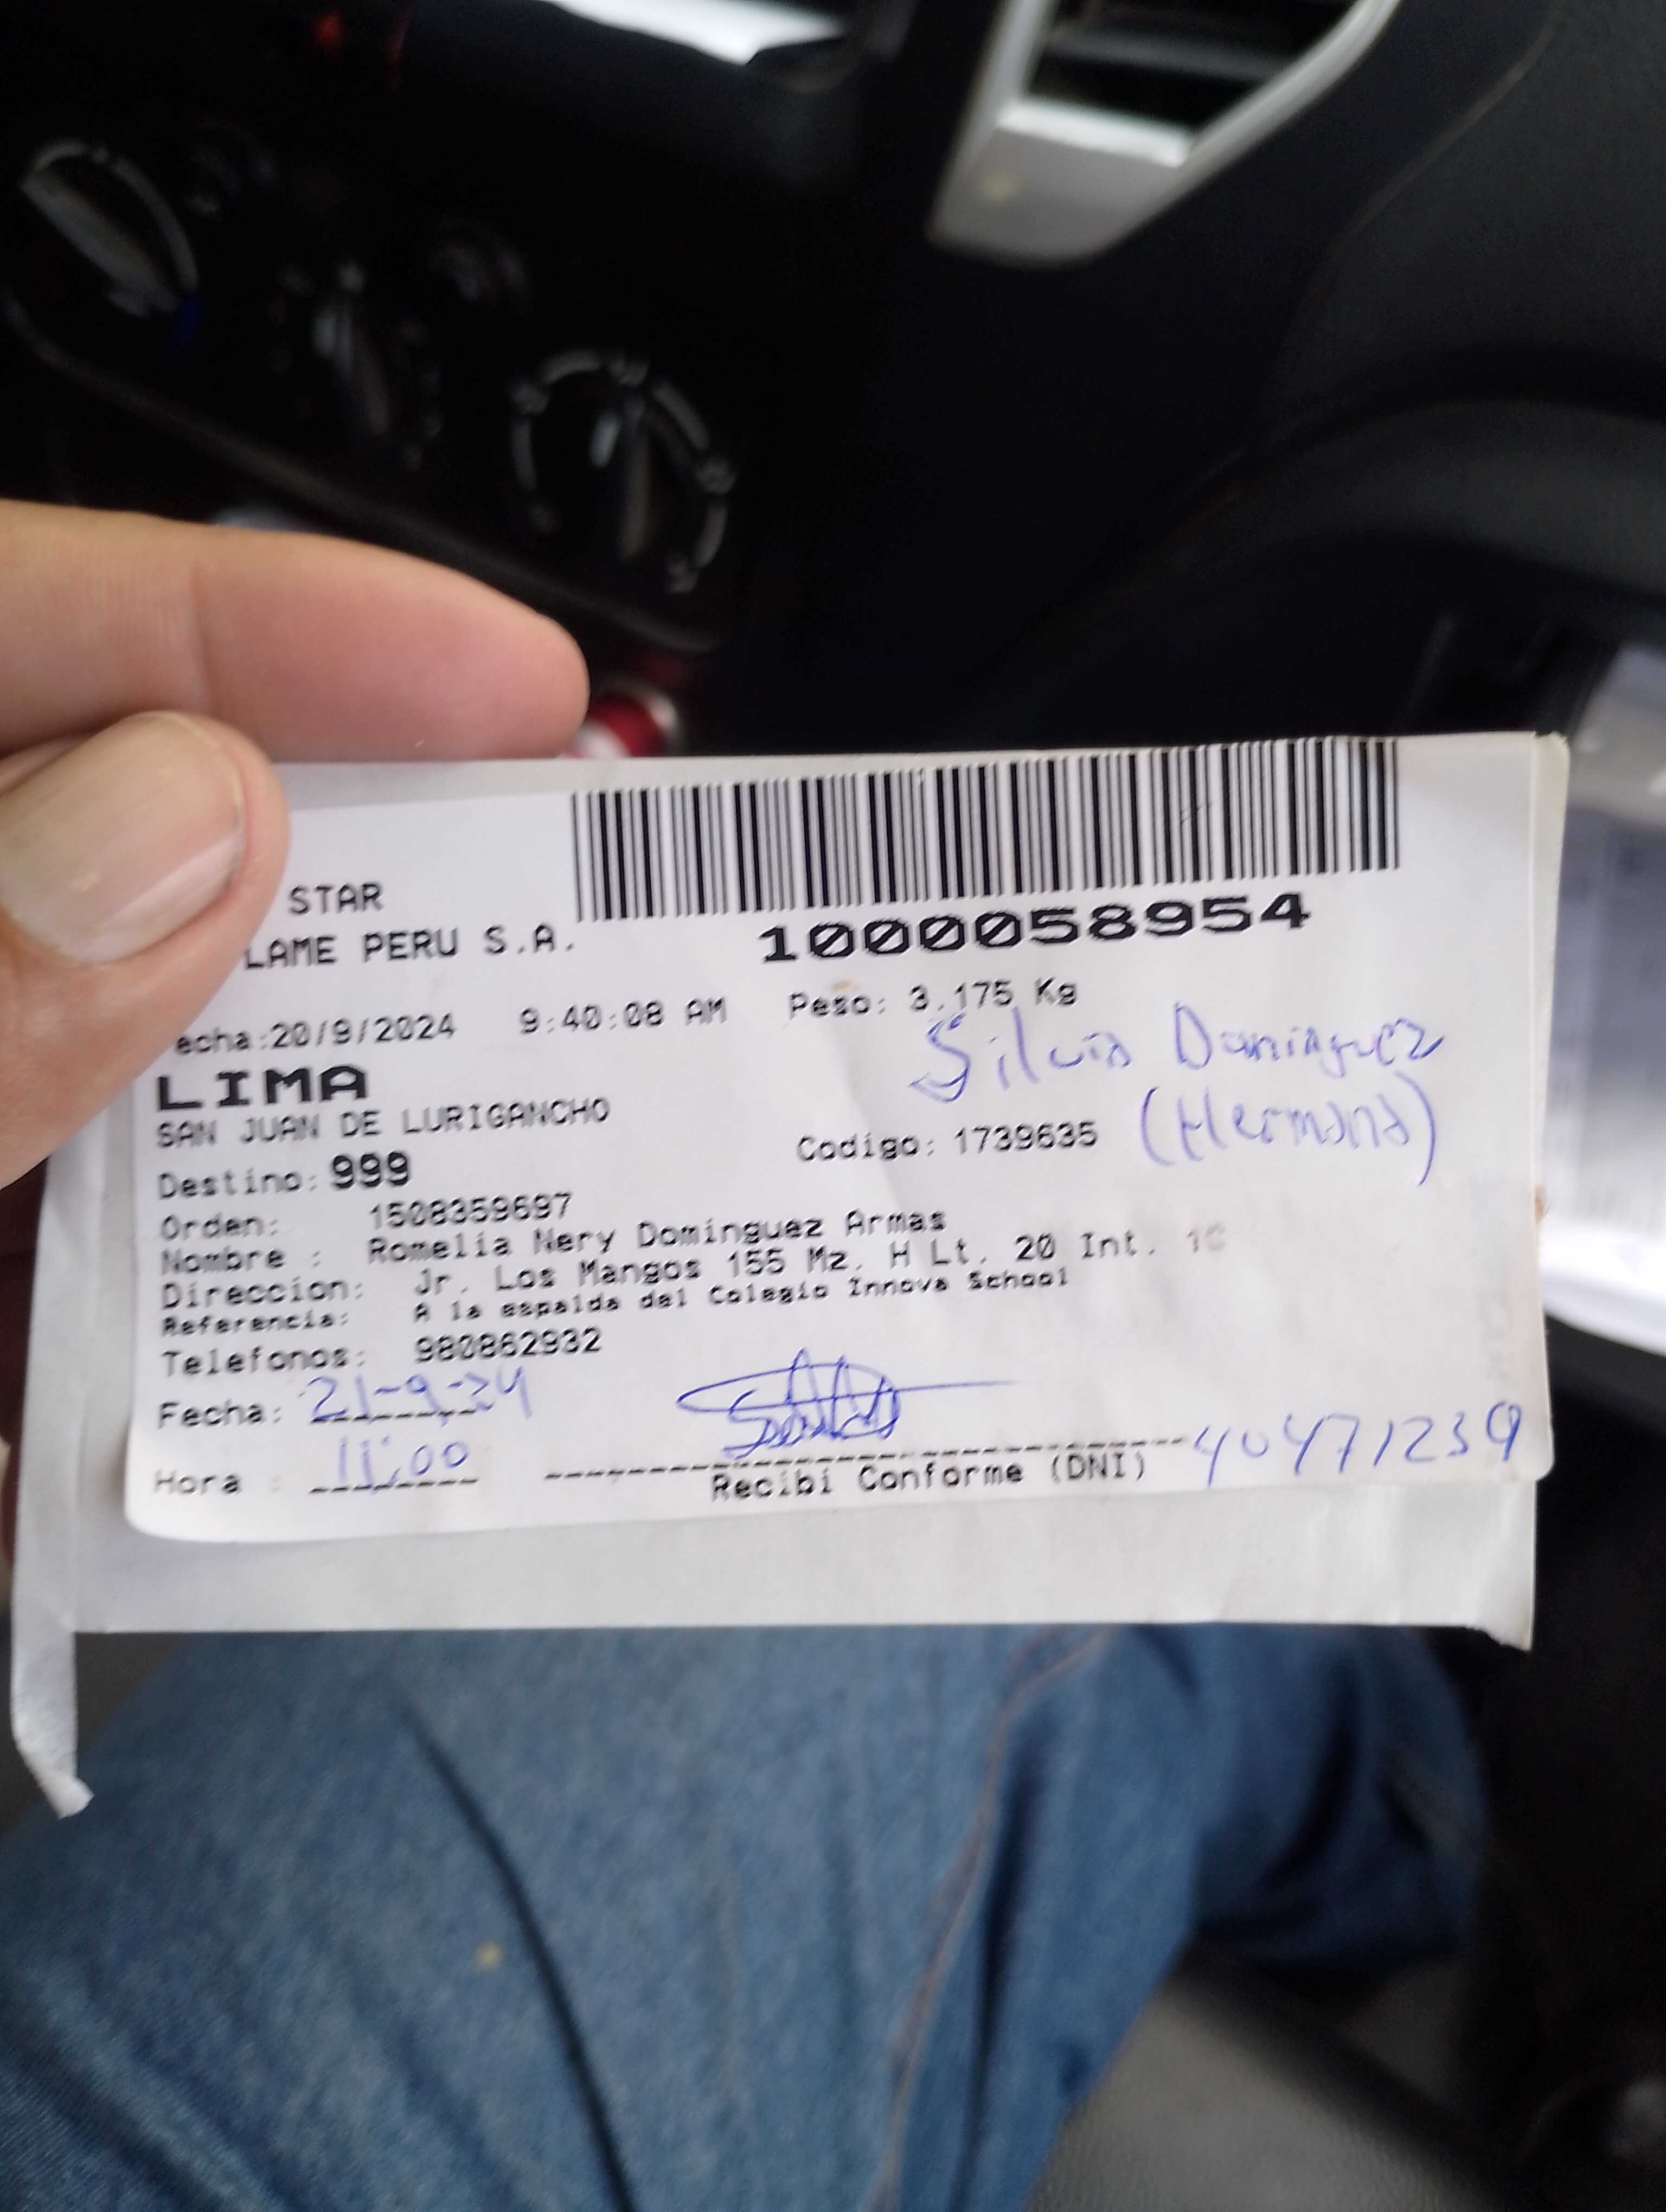 STAR
LAME PERU S.A.
1000058954
echa:20/9/2024 9:40:08 AM Peso: 3.175 Kg
Silvia Dominguez
LIMA
SAN JUAN DE LURIGANCHO
Codigo: 1739635 (Hermana)
Destino: 999
Orden: 1508359697
Nombre : Romelia Nery Dominguez Armas
Direccion: Jr. Los Mangos 155 Mz. H Lt. 20 Int.
Referencia: A la espalda del Colegio Innova School
Telefonos: 980862932
Fecha: 21-9-24
Hora : 11:00
Recibi Conforme (DNI) 40471239